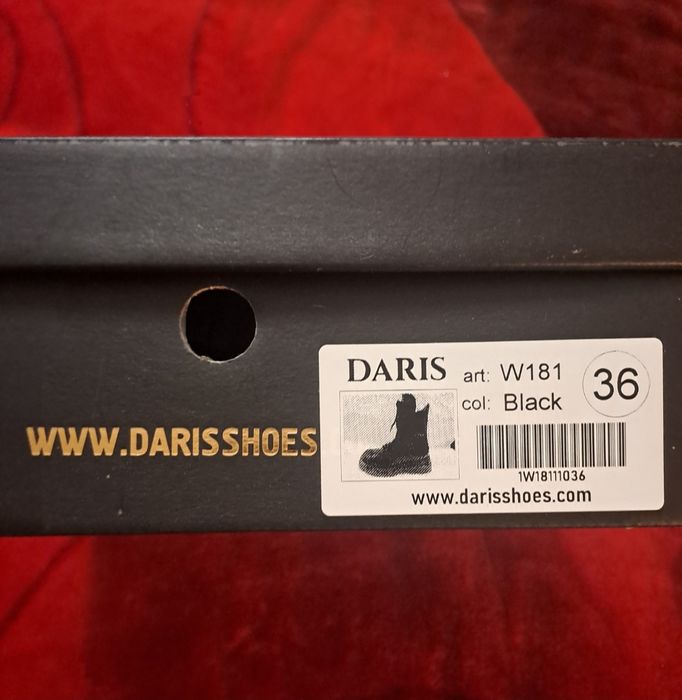 WWW.DARISSHOES
DARIS
art: W181
col: Black
36
1W18111036
www.darisshoes.com